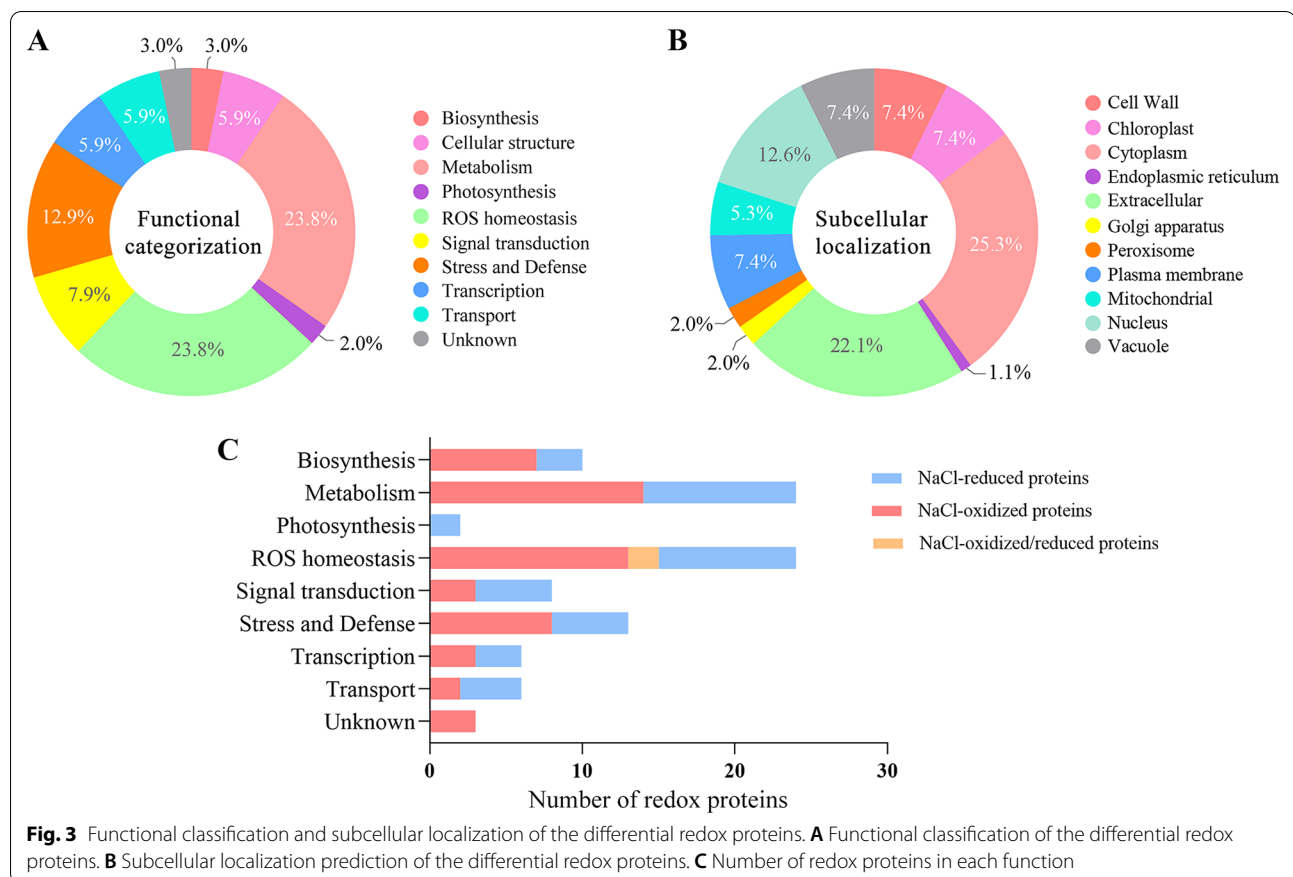 A
3.0%
3.0%
5.9%
23.8%
2.0%
23.8%
7.9%
12.9%
5.9%
5.9%
Functional
categorization
Biosynthesis
Cellular structure
Metabolism
Photosynthesis
ROS homeostasis
Signal transduction
Stress and Defense
Transcription
Transport
Unknown
B
7.4%
7.4%
7.4%
25.3%
1.1%
22.1%
2.0%
2.0%
7.4%
5.3%
12.6%
Subcellular
localization
Cell Wall
Chloroplast
Cytoplasm
Endoplasmic reticulum
Extracellular
Golgi apparatus
Peroxisome
Plasma membrane
Mitochondrial
Nucleus
Vacuole
C
Biosynthesis
Metabolism
Photosynthesis
ROS homeostasis
Signal transduction
Stress and Defense
Transcription
Transport
Unknown
0 10 20 30
Number of redox proteins
NaCl-reduced proteins
NaCl-oxidized proteins
NaCl-oxidized/reduced proteins
Fig. 3 Functional classification and subcellular localization of the differential redox proteins. A Functional classification of the differential redox
proteins. B Subcellular localization prediction of the differential redox proteins. C Number of redox proteins in each function